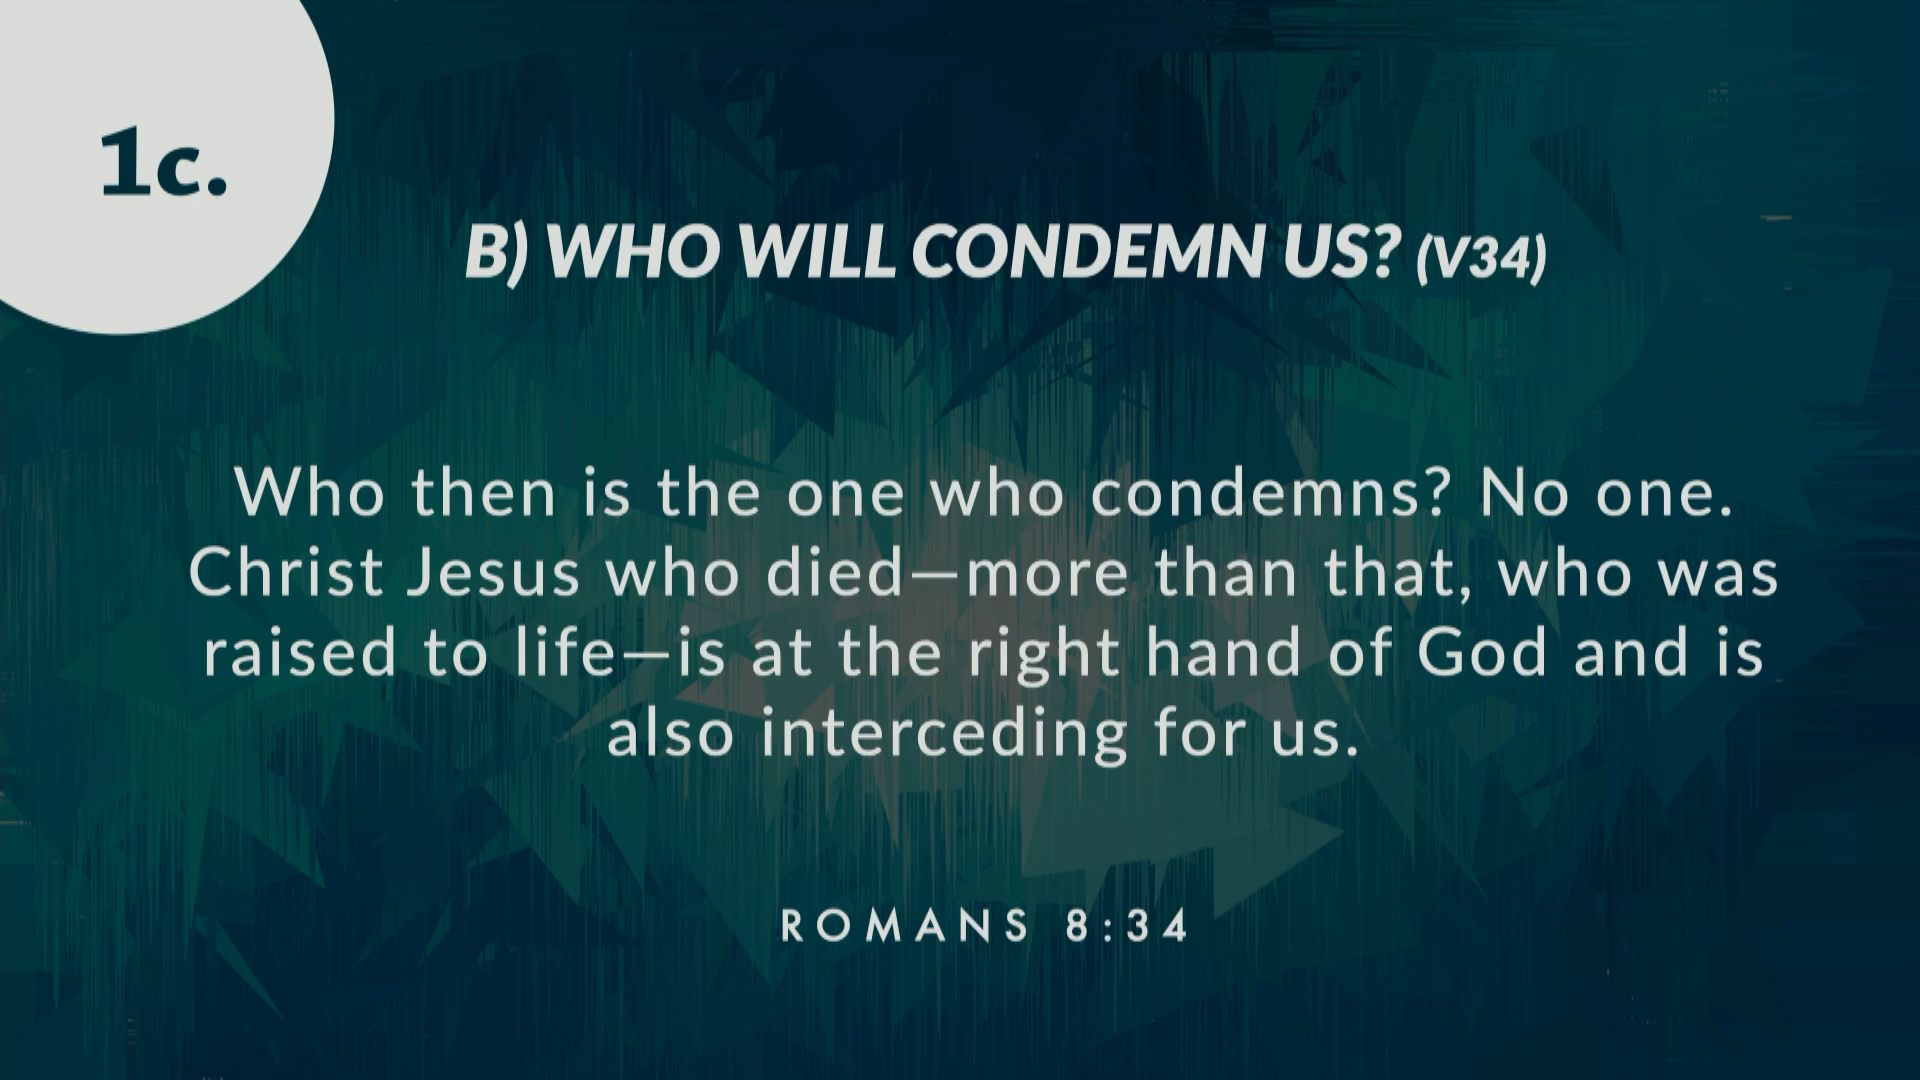 1c.
B) WHO WILL CONDEMN US? (V34)
Who then is the one who condemns? No one.
Christ Jesus who died—more than that, who was
raised to life—is at the right hand of God and is
also interceding for us.
ROMANS 8:34